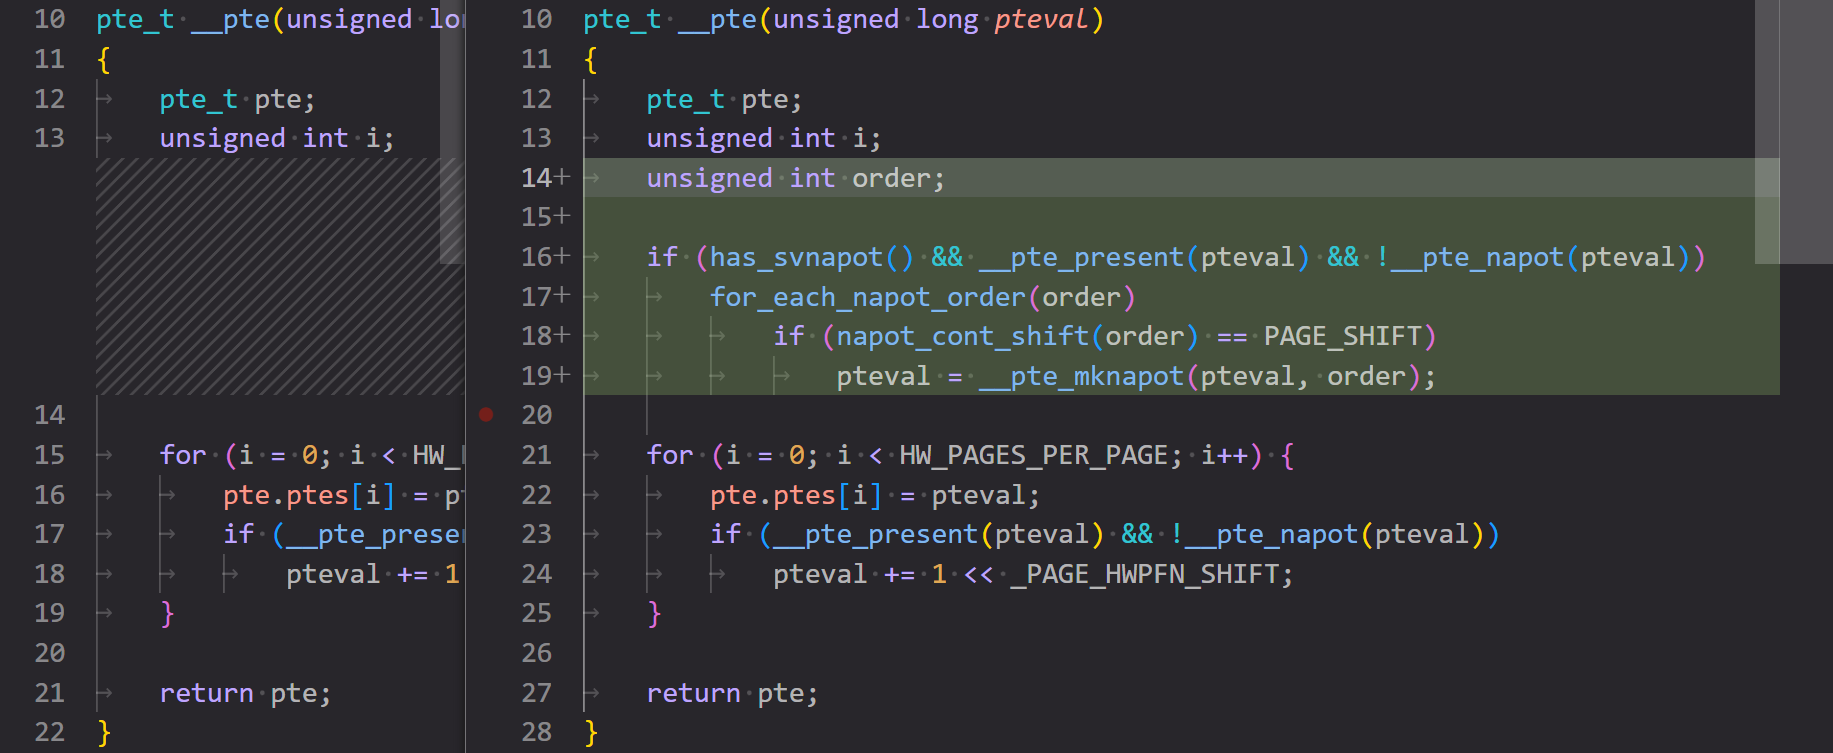 10 pte_t __pte(unsigned lo
11 {
12 pte_t pte;
13 unsigned int i;
14
15 for (i = 0; i < HW_
16 pte.ptes[i] = p
17 if (__pte_prese
18 pteval += 1
19 }
20
21 return pte;
22 }
10 pte_t __pte(unsigned long pteval)
11 {
12 pte_t pte;
13 unsigned int i;
14+ unsigned int order;
15+
16+ if (has_svnapot() && __pte_present(pteval) && !__pte_napot(pteval))
17+ for_each_napot_order(order)
18+ if (napot_cont_shift(order) == PAGE_SHIFT)
19+ pteval = __pte_mknapot(pteval, order);
20
21 for (i = 0; i < HW_PAGES_PER_PAGE; i++) {
22 pte.ptes[i] = pteval;
23 if (__pte_present(pteval) && !__pte_napot(pteval))
24 pteval += 1 << _PAGE_HWPFN_SHIFT;
25 }
26
27 return pte;
28 }